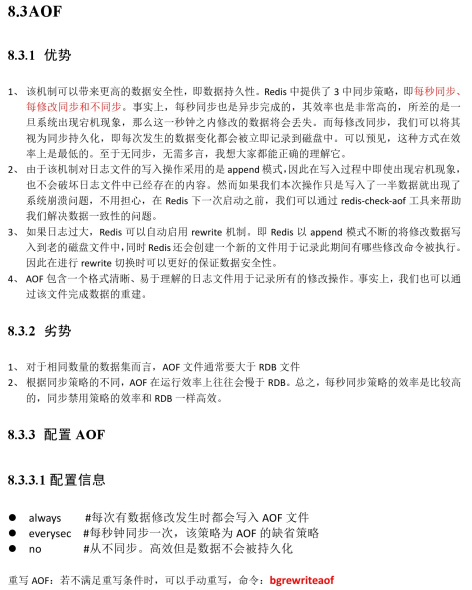 8.3AOF
8.3.1 优势
1、 该机制可以带来更高的数据安全性，即数据持久性。Redis 中提供了 3 中同步策略，即每秒同步、
每修改同步和不同步。事实上，每秒同步也是异步完成的，其效率也是非常高的，所差的是一
旦系统出现宕机现象，那么这一秒钟之内修改的数据将会丢失。而每修改同步，我们可以将其
视为同步持久化，即每次发生的数据变化都会被立即记录到磁盘中。可以预见，这种方式在效
率上是最低的。至于无同步，无需多言，我想大家都能正确的理解它。
2、 由于该机制对日志文件的写入操作采用的是 append 模式，因此在写入过程中即使出现宕机现象，
也不会破坏日志文件中已经存在的内容。然而如果我们本次操作只是写入了一半数据就出现了
系统崩溃问题，不用担心，在 Redis 下一次启动之前，我们可以通过 redis-check-aof 工具来帮助
我们解决数据一致性的问题。
3、 如果日志过大，Redis 可以自动启用 rewrite 机制。即 Redis 以 append 模式不断的将修改数据写
入到老的磁盘文件中，同时 Redis 还会创建一个新的文件用于记录此期间有哪些修改命令被执行。
因此在进行 rewrite 切换时可以更好的保证数据安全性。
4、 AOF 包含一个格式清晰、易于理解的日志文件用于记录所有的修改操作。事实上，我们也可以通
过该文件完成数据的重建。
8.3.2 劣势
1、 对于相同数量的数据集而言，AOF 文件通常要大于 RDB 文件
2、 根据同步策略的不同，AOF 在运行效率上往往会慢于 RDB。总之，每秒同步策略的效率是比较高
的，同步禁用策略的效率和 RDB 一样高效。
8.3.3 配置 AOF
8.3.3.1 配置信息
● always #每次有数据修改发生时都会写入 AOF 文件
● everysec #每秒钟同步一次，该策略为 AOF 的缺省策略
● no #从不同步。高效但是数据不会被持久化
重写 AOF：若不满足重写条件时，可以手动重写，命令：bgrewriteaof